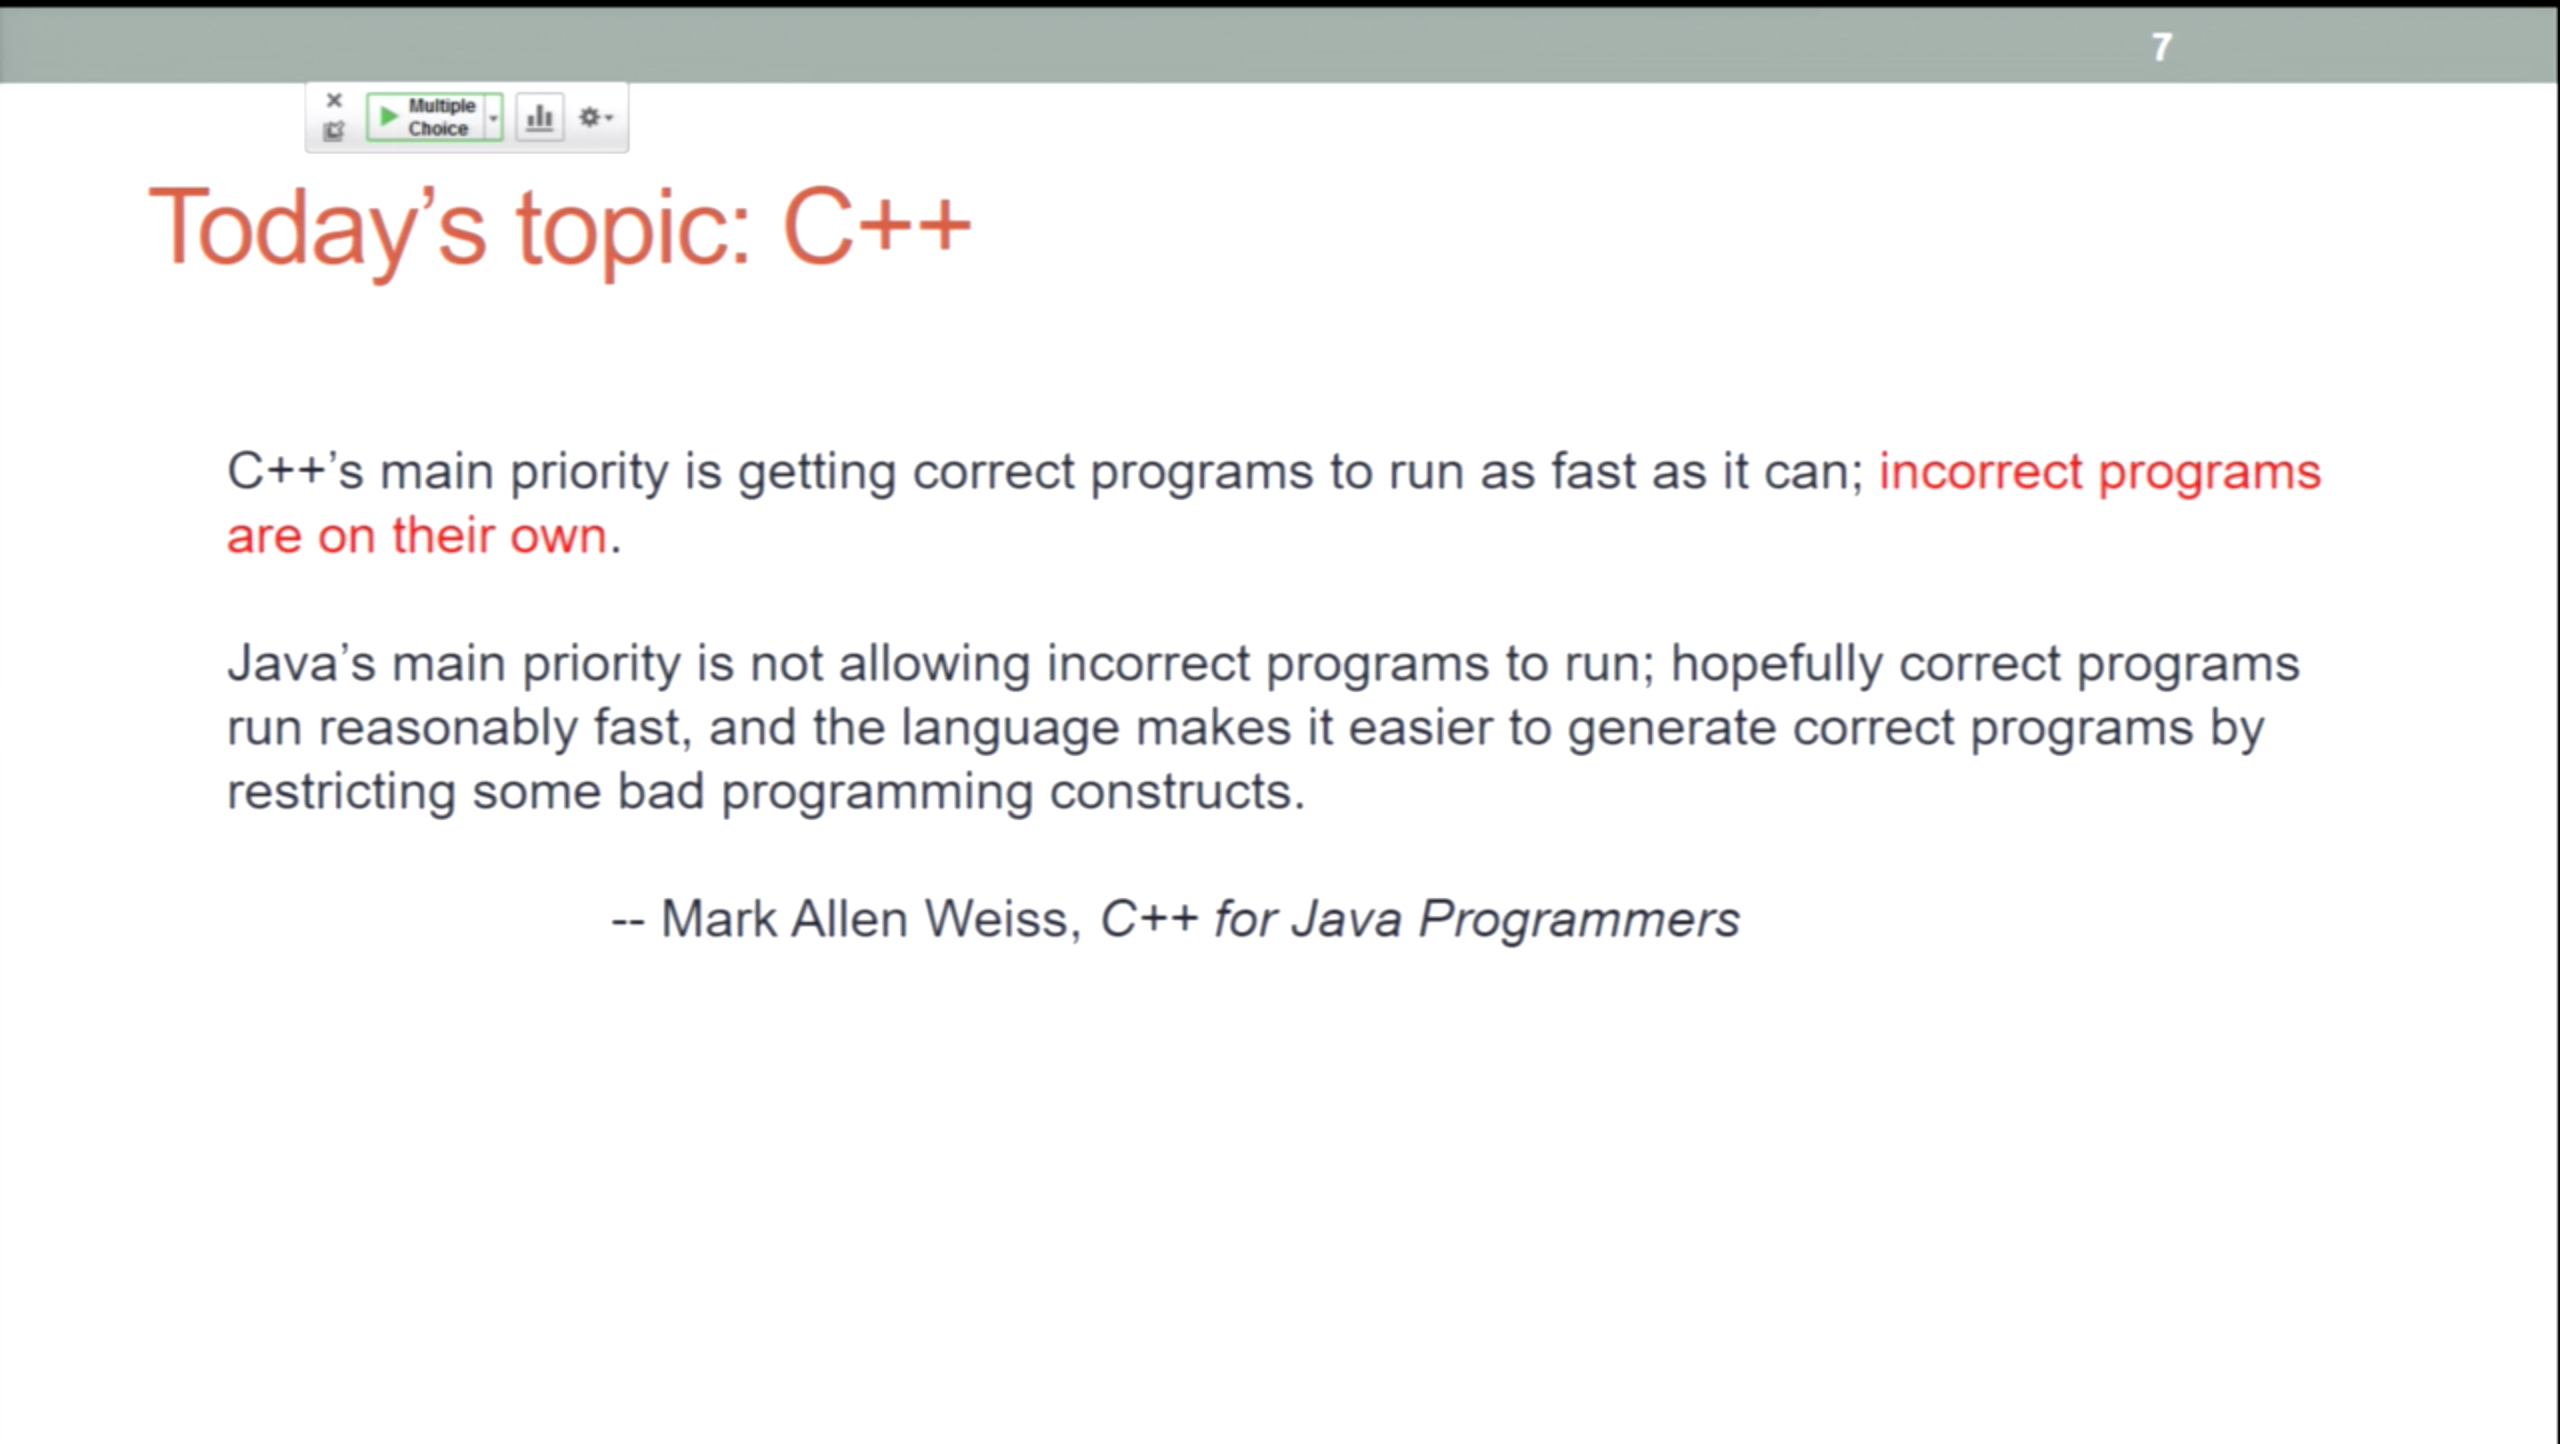 7
Multiple
Choice
Today’s topic: C++
C++’s main priority is getting correct programs to run as fast as it can; incorrect programs
are on their own.
Java’s main priority is not allowing incorrect programs to run; hopefully correct programs
run reasonably fast, and the language makes it easier to generate correct programs by
restricting some bad programming constructs.
-- Mark Allen Weiss, C++ for Java Programmers